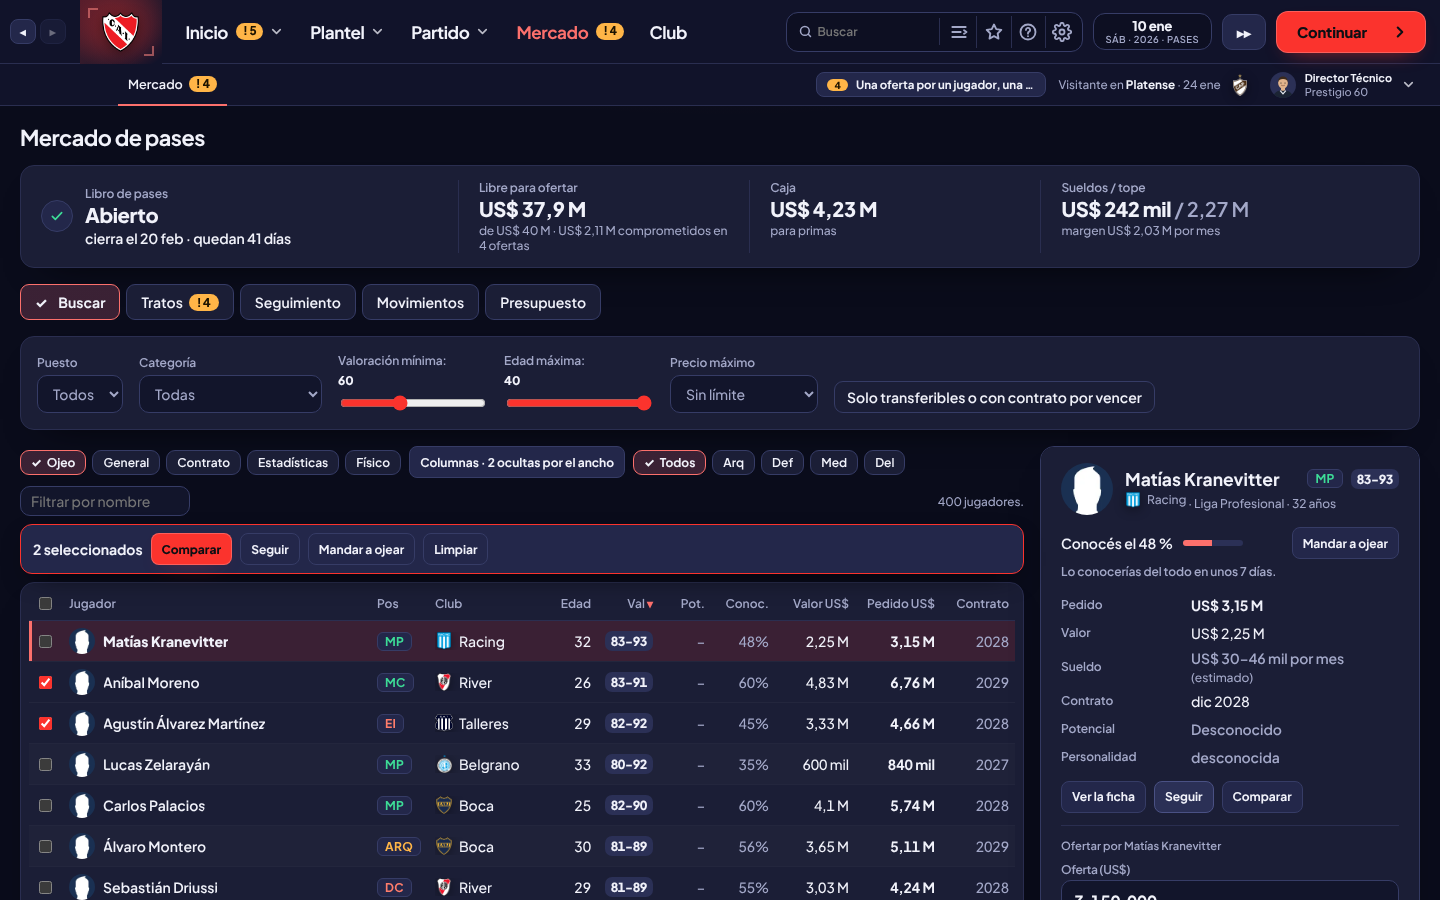 Inicio !5
Plantel
Partido
Mercado !4
Club
Buscar
10 ene
SÁB · 2026 · PASES
Continuar
Mercado !4
4 Una oferta por un jugador, una ...
Visitante en Platense · 24 ene
Director Técnico
Prestigio 60
Mercado de pases
Libro de pases
Abierto
cierra el 20 feb · quedan 41 días
Libre para ofertar
US$ 37,9 M
de US$ 40 M · US$ 2,11 M comprometidos en
4 ofertas
Caja
US$ 4,23 M
para primas
Sueldos / tope
US$ 242 mil / 2,27 M
margen US$ 2,03 M por mes
Buscar
Tratos !4
Seguimiento
Movimientos
Presupuesto
Puesto
Todos
Categoría
Todas
Valoración mínima:
60
Edad máxima:
40
Precio máximo
Sin límite
Solo transferibles o con contrato por vencer
Ojeo
General
Contrato
Estadísticas
Físico
Columnas · 2 ocultas por el ancho
Todos
Arq
Def
Med
Del
Filtrar por nombre
400 jugadores.
2 seleccionados
Comparar
Seguir
Mandar a ojear
Limpiar
Jugador Pos Club Edad Val▼ Pot. Conoc. Valor US$ Pedido US$ Contrato
Matías Kranevitter MP Racing 32 83–93 – 48% 2,25 M 3,15 M 2028
Aníbal Moreno MC River 26 83–91 – 60% 4,83 M 6,76 M 2029
Agustín Álvarez Martínez EI Talleres 29 82–92 – 45% 3,33 M 4,66 M 2028
Lucas Zelarayán MP Belgrano 33 80–92 – 35% 600 mil 840 mil 2027
Carlos Palacios MP Boca 25 82–90 – 60% 4,1 M 5,74 M 2028
Álvaro Montero ARQ Boca 30 81–89 – 56% 3,65 M 5,11 M 2029
Sebastián Driussi DC River 29 81–89 – 55% 3,03 M 4,24 M 2028
Matías Kranevitter MP 83–93
Racing · Liga Profesional · 32 años
Conocés el 48 %
Mandar a ojear
Lo conocerías del todo en unos 7 días.
Pedido US$ 3,15 M
Valor US$ 2,25 M
Sueldo US$ 30–46 mil por mes
(estimado)
Contrato dic 2028
Potencial Desconocido
Personalidad desconocida
Ver la ficha
Seguir
Comparar
Ofertar por Matías Kranevitter
Oferta (US$)
3.150.000